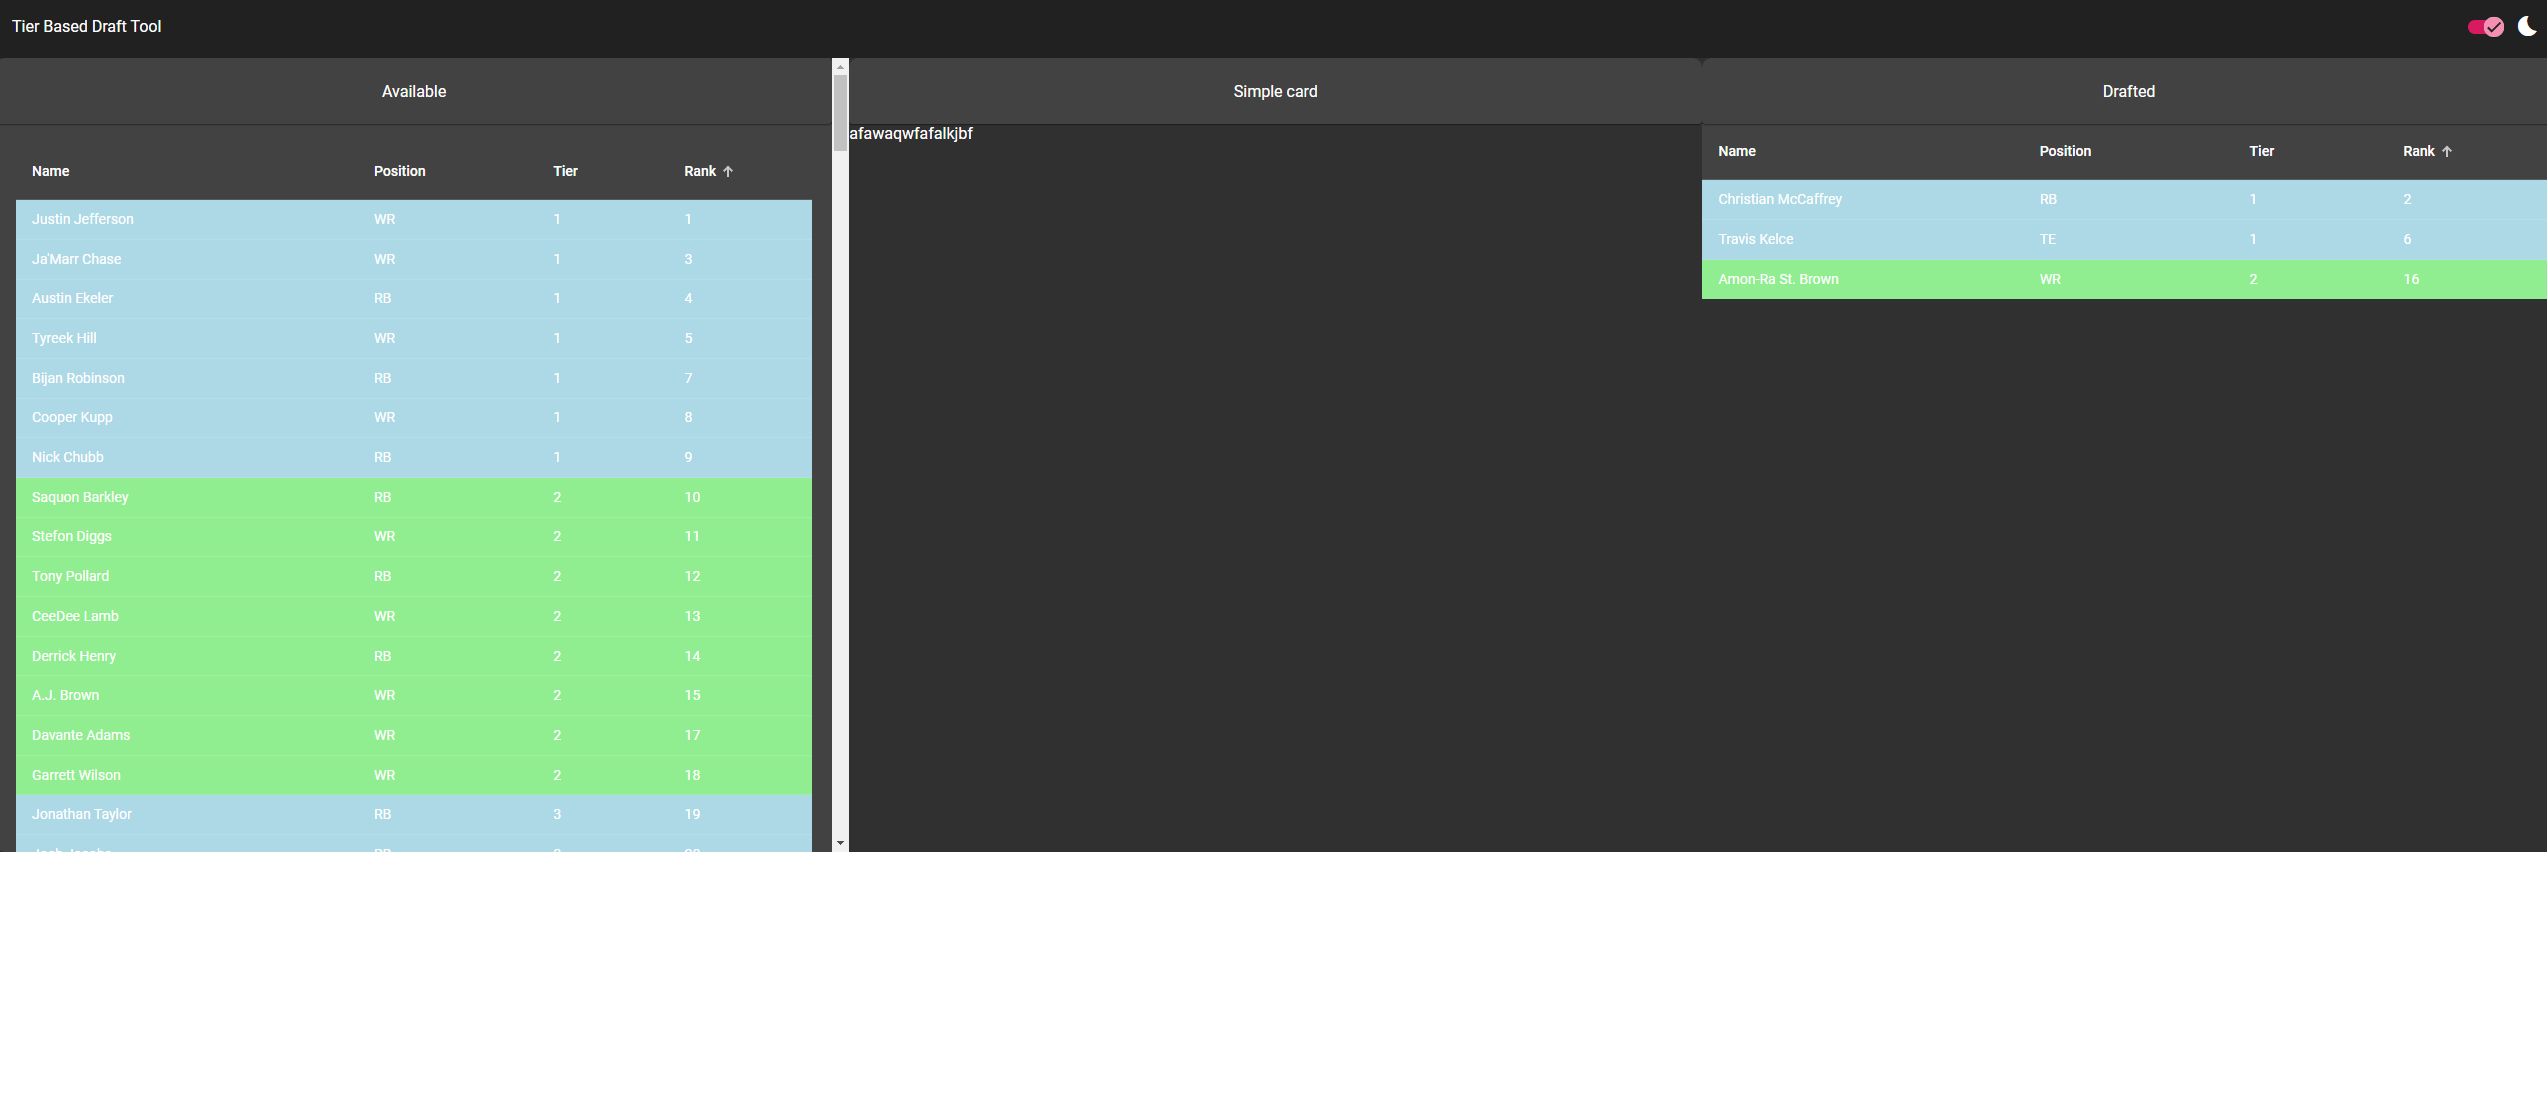 Tier Based Draft Tool
Available
Name Position Tier Rank
Justin Jefferson WR 1 1
Ja'Marr Chase WR 1 3
Austin Ekeler RB 1 4
Tyreek Hill WR 1 5
Bijan Robinson RB 1 7
Cooper Kupp WR 1 8
Nick Chubb RB 1 9
Saquon Barkley RB 2 10
Stefon Diggs WR 2 11
Tony Pollard RB 2 12
CeeDee Lamb WR 2 13
Derrick Henry RB 2 14
A.J. Brown WR 2 15
Davante Adams WR 2 17
Garrett Wilson WR 2 18
Jonathan Taylor RB 3 19
Simple card
afawaqwfafalkjbf
Drafted
Name Position Tier Rank
Christian McCaffrey RB 1 2
Travis Kelce TE 1 6
Amon-Ra St. Brown WR 2 16